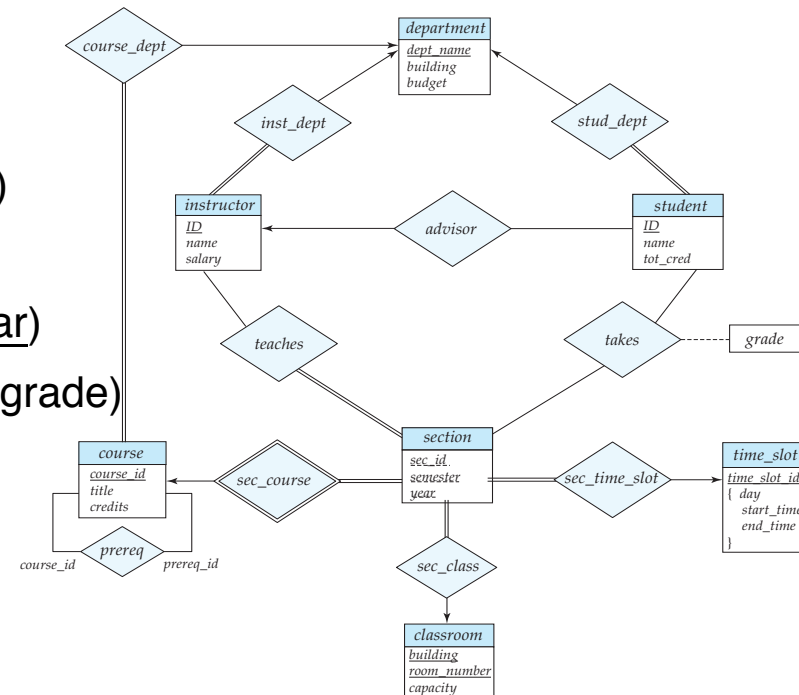 )
ar)
grade)
course_dept
department
dept_name
building
budget
inst_dept
stud_dept
instructor
ID
name
salary
advisor
student
ID
name
tot_cred
teaches
takes
grade
course
course_id
title
credits
sec_course
section
sec_id
semester
year
sec_time_slot
time_slot
time_slot_id
{ day
start_time
end_time
}
prereq
course_id
prereq_id
sec_class
classroom
building
room_number
capacity